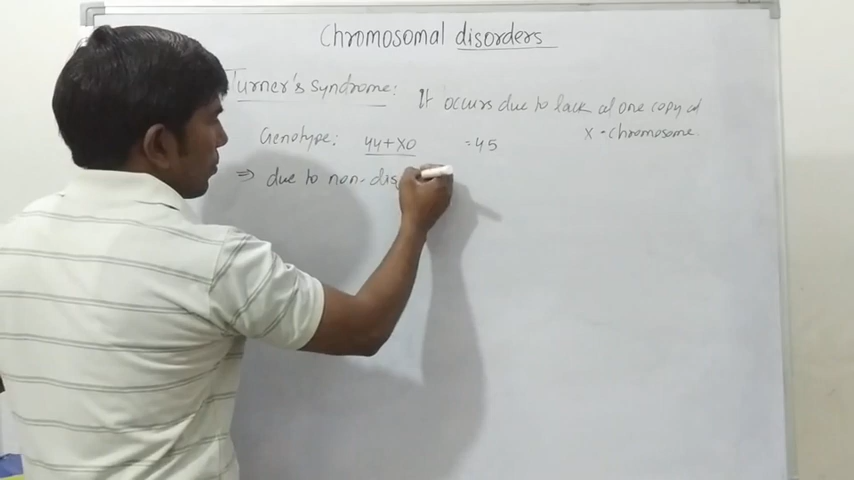 Chromosomal disorders
Turner's syndrome: It occurs due to lack of one copy of
X-chromosome.
Genotype: 44+XO =45
⇒ due to non-dis